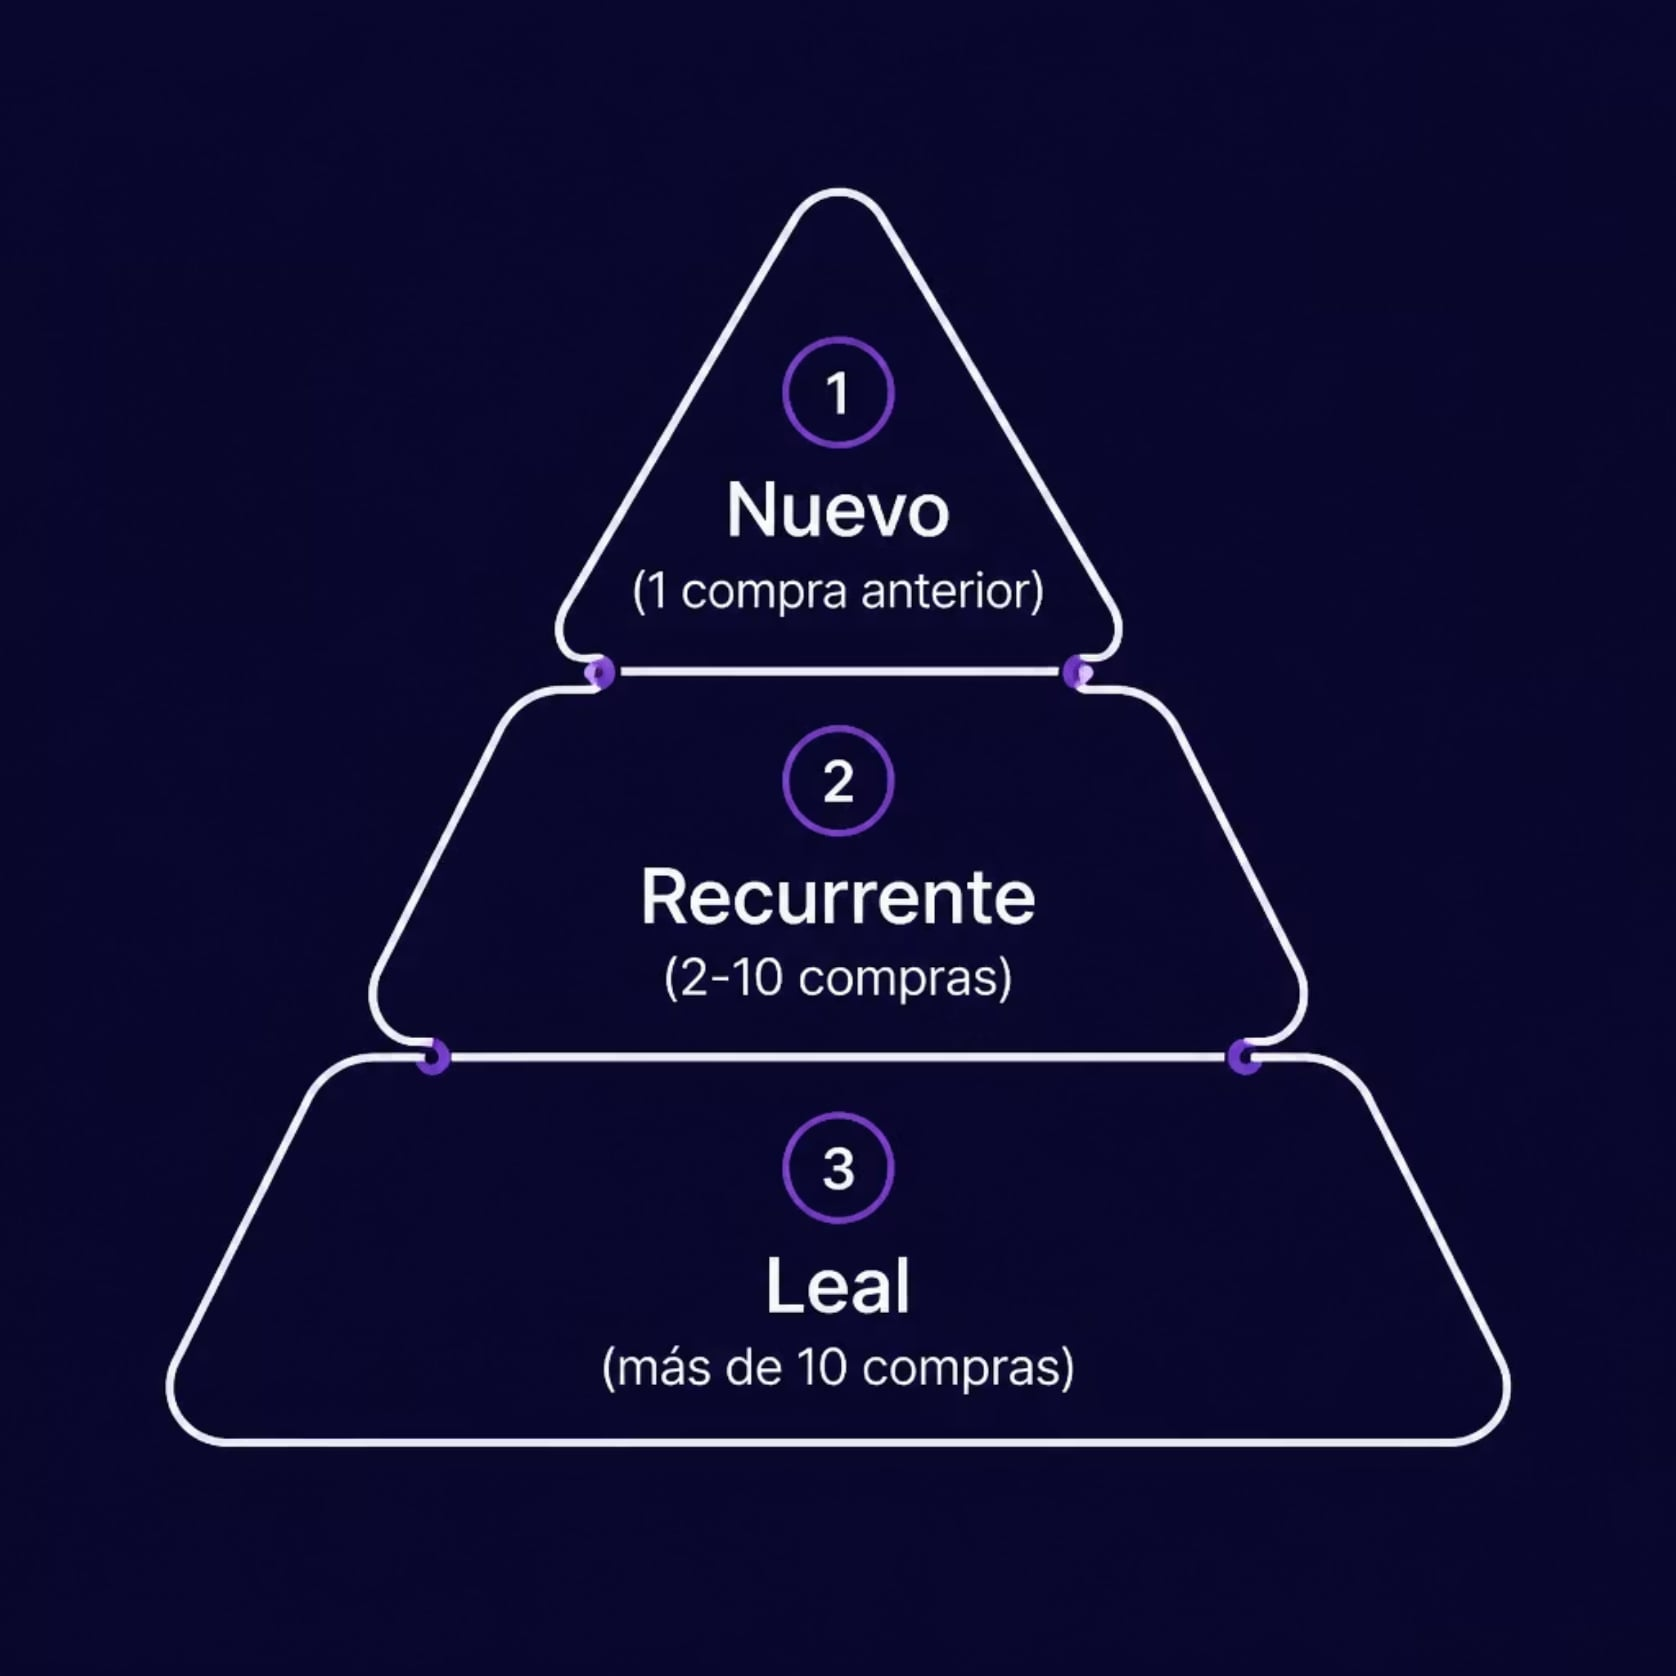 1
Nuevo
(1 compra anterior)
2
Recurrente
(2-10 compras)
3
Leal
(más de 10 compras)